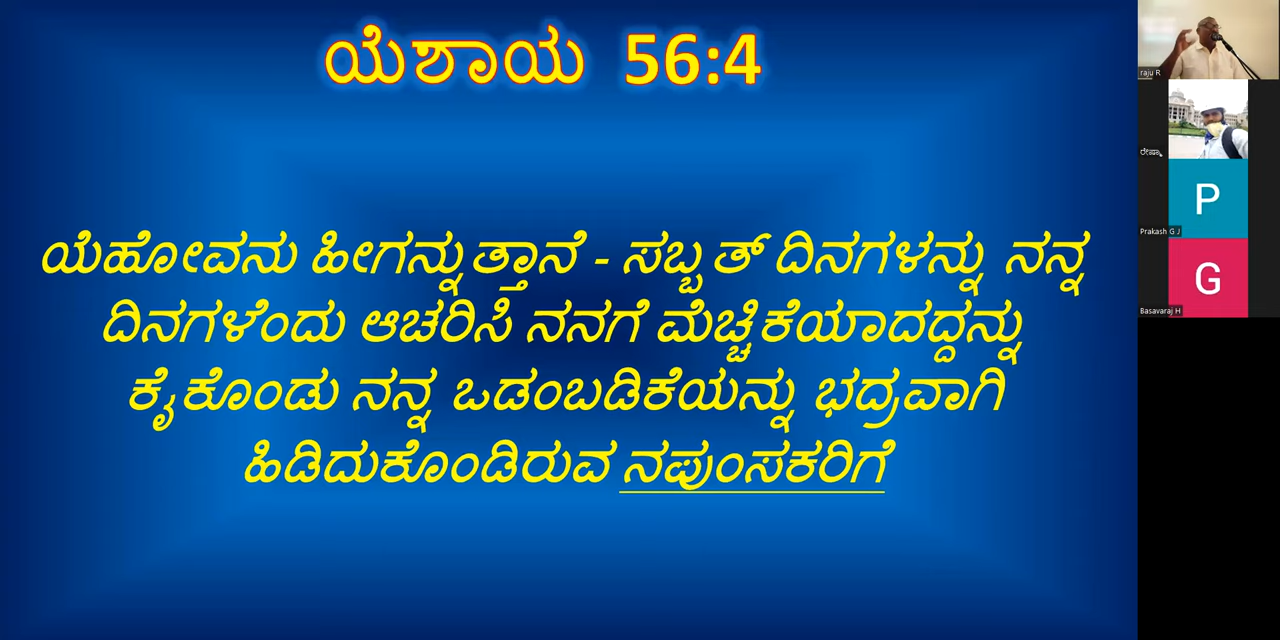 ಯೆಶಾಯ 56:4
ಯೆಹೋವನು ಹೀಗನ್ನುತ್ತಾನೆ - ಸಬ್ಬತ್ ದಿನಗಳನ್ನು ನನ್ನ
ದಿನಗಳೆಂದು ಆಚರಿಸಿ ನನಗೆ ಮೆಚ್ಚಿಕೆಯಾದದ್ದನ್ನು
ಕೈಕೊಂಡು ನನ್ನ ಒಡಂಬಡಿಕೆಯನ್ನು ಭದ್ರವಾಗಿ
ಹಿಡಿದುಕೊಂಡಿರುವ ನಪುಂಸಕರಿಗೆ
raju R
P
Prakash G J
G
Basavaraj H